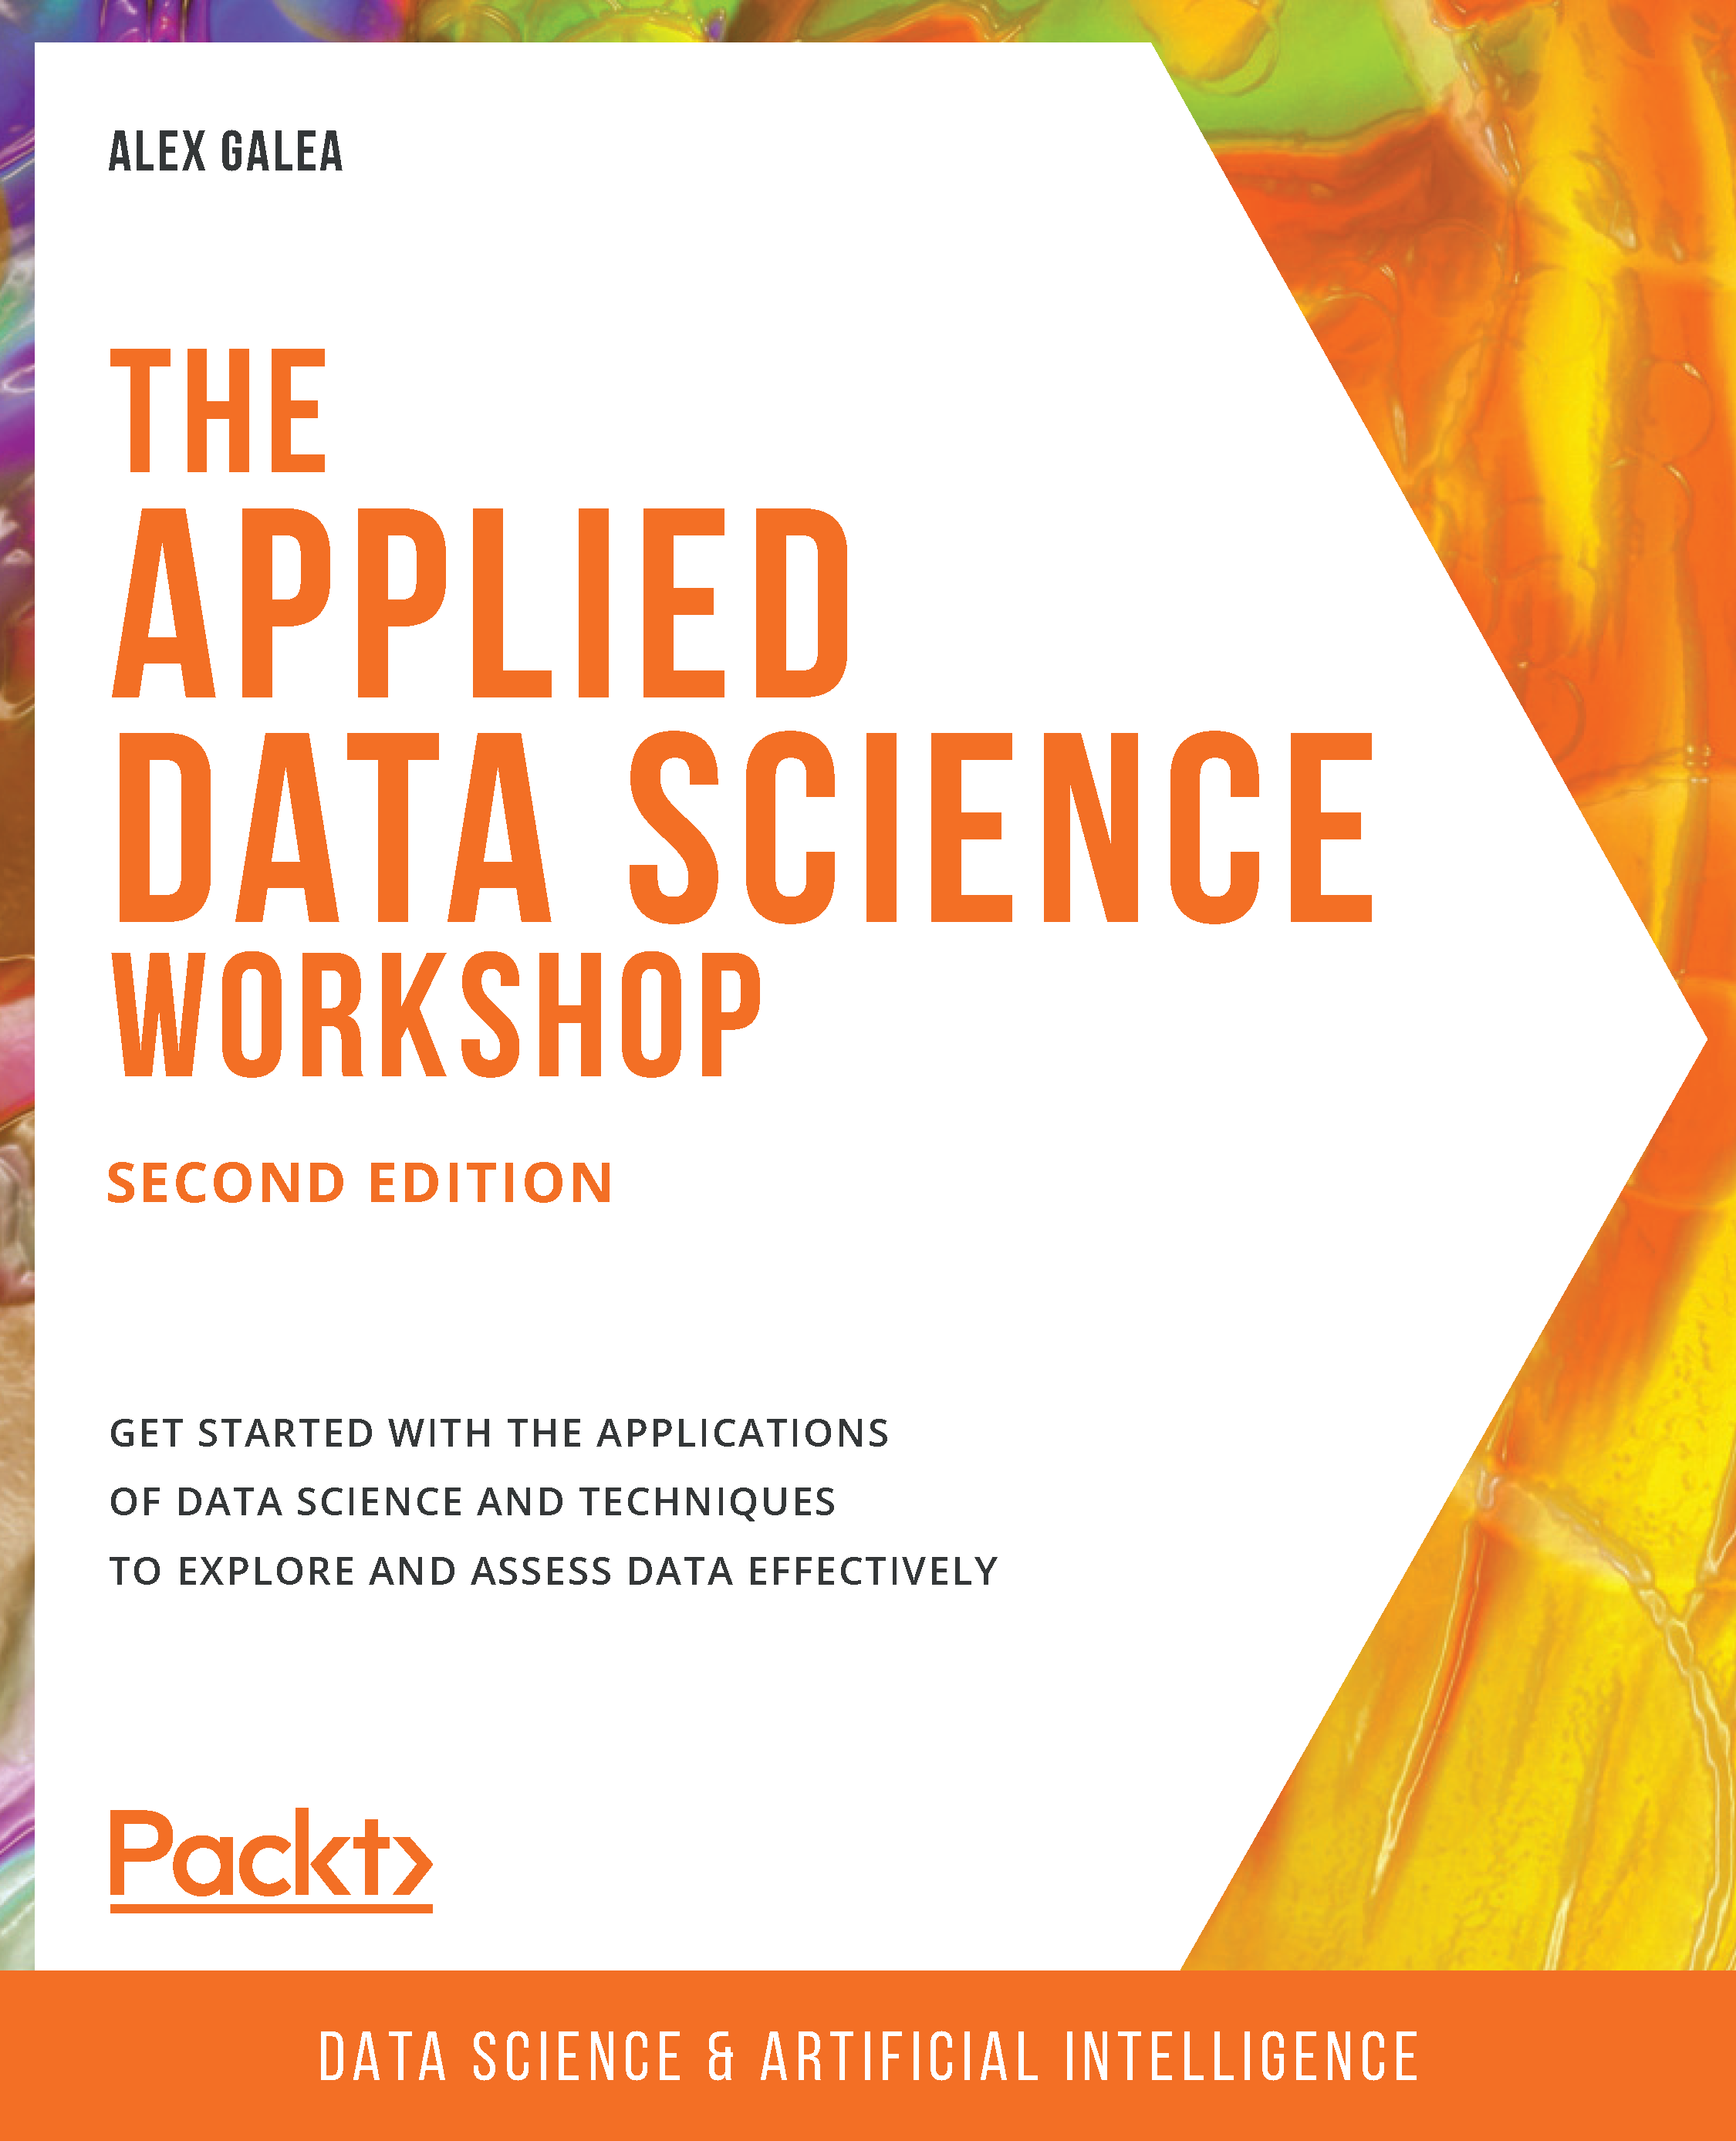 ALEX GALEA
THE
APPLIED
DATA SCIENCE
WORKSHOP
SECOND EDITION
GET STARTED WITH THE APPLICATIONS
OF DATA SCIENCE AND TECHNIQUES
TO EXPLORE AND ASSESS DATA EFFECTIVELY
Packt>
DATA SCIENCE & ARTIFICIAL INTELLIGENCE